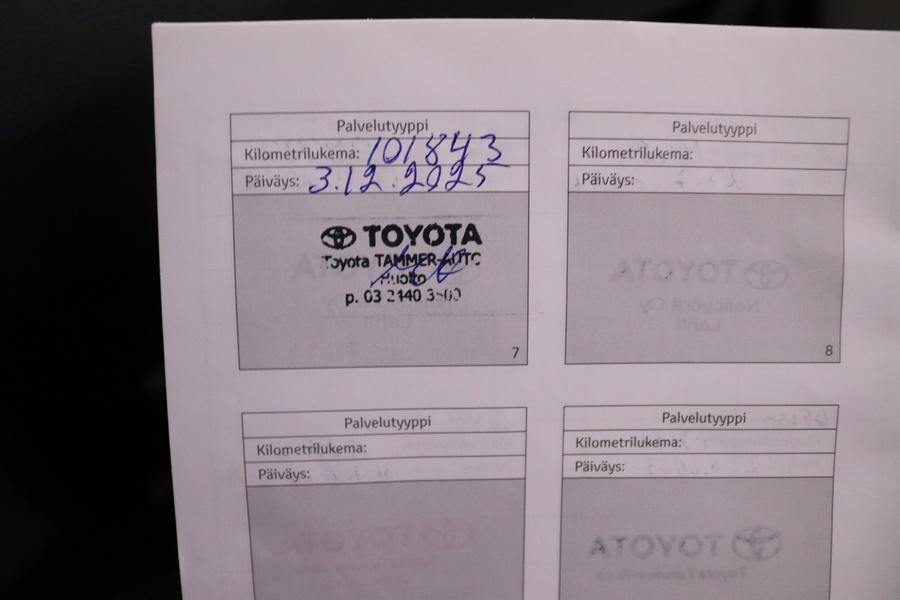 Palvelutyyppi
Kilometrilukema: 101843
Päiväys: 3.12.2025
TOYOTA
Toyota TAMMER-AUTO
Huolto
p. 03 2140
7
Palvelutyyppi
Kilometrilukema:
Päiväys:
8
Palvelutyyppi
Kilometrilukema:
Päiväys:
Palvelutyyppi
Kilometrilukema:
Päiväys: